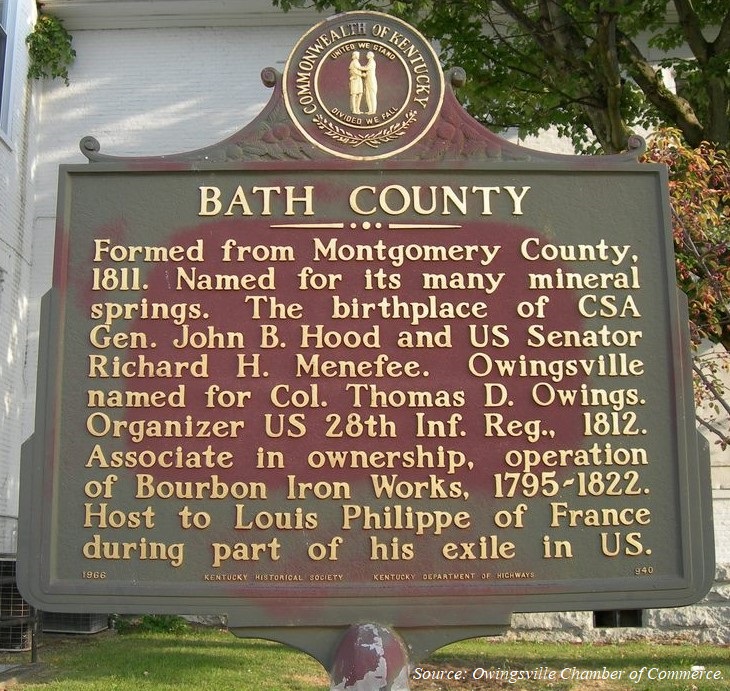 COMMONWEALTH OF KENTUCKY
UNITED WE STAND
DIVIDED WE FALL
BATH COUNTY
Formed from Montgomery County,
1811. Named for its many mineral
springs. The birthplace of CSA
Gen. John B. Hood and US Senator
Richard H. Menefee. Owingsville
named for Col. Thomas D. Owings.
Organizer US 28th Inf. Reg., 1812.
Associate in ownership, operation
of Bourbon Iron Works, 1795-1822.
Host to Louis Philippe of France
during part of his exile in US.
1966 KENTUCKY HISTORICAL SOCIETY KENTUCKY DEPARTMENT OF HIGHWAYS 940
Source: Owingsville Chamber of Commerce.